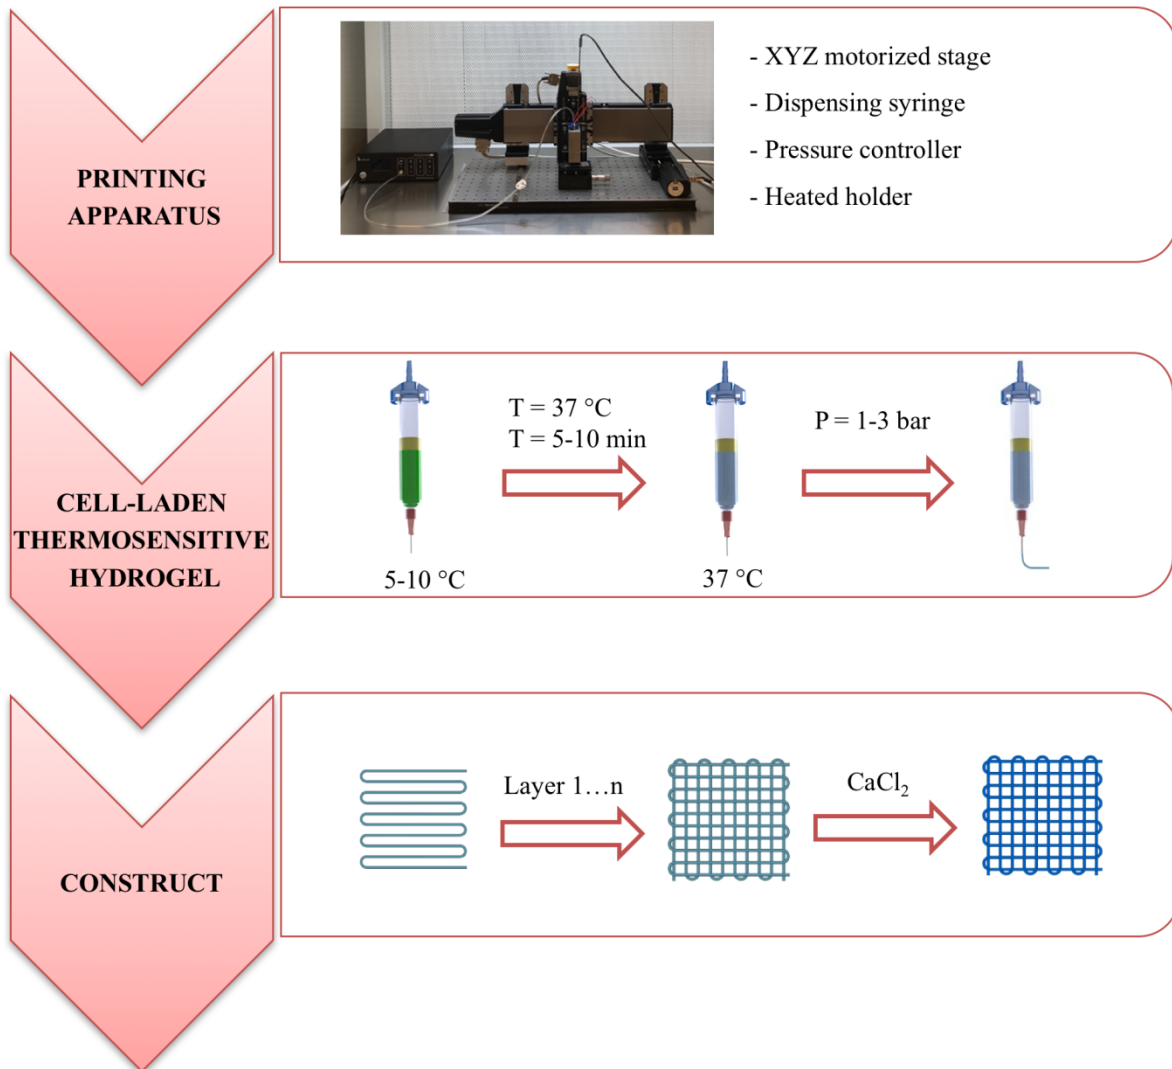 PRINTING
APPARATUS
- XYZ motorized stage
- Dispensing syringe
- Pressure controller
- Heated holder
CELL-LADEN
THERMOSENSITIVE
HYDROGEL
T = 37 °C
T = 5-10 min
P = 1-3 bar
5-10 °C
37 °C
CONSTRUCT
Layer 1…n
CaCl₂